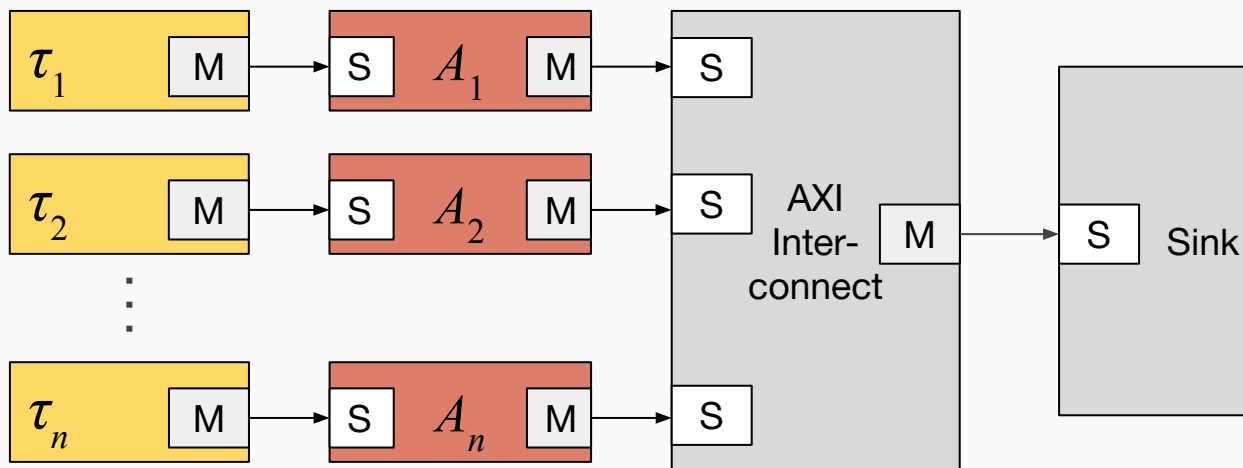 τ1 M S A1 M S
τ2 M S A2 M S
AXI
Inter-
connect
M S Sink
⋮
τn M S An M S